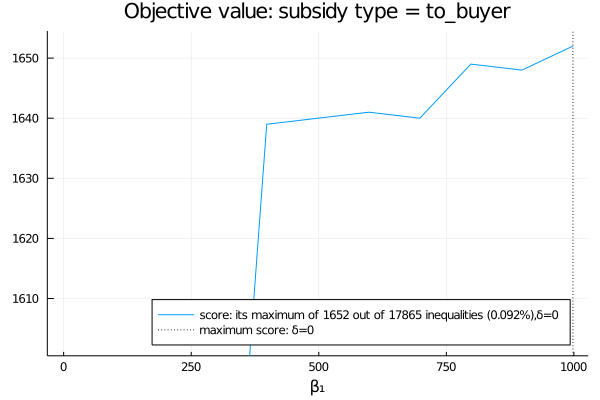 Objective value: subsidy type = to_buyer
1650
1640
1630
1620
1610
score: its maximum of 1652 out of 17865 inequalities (0.092%),δ=0
maximum score: δ=0
0 250 500 750 1000
β₁